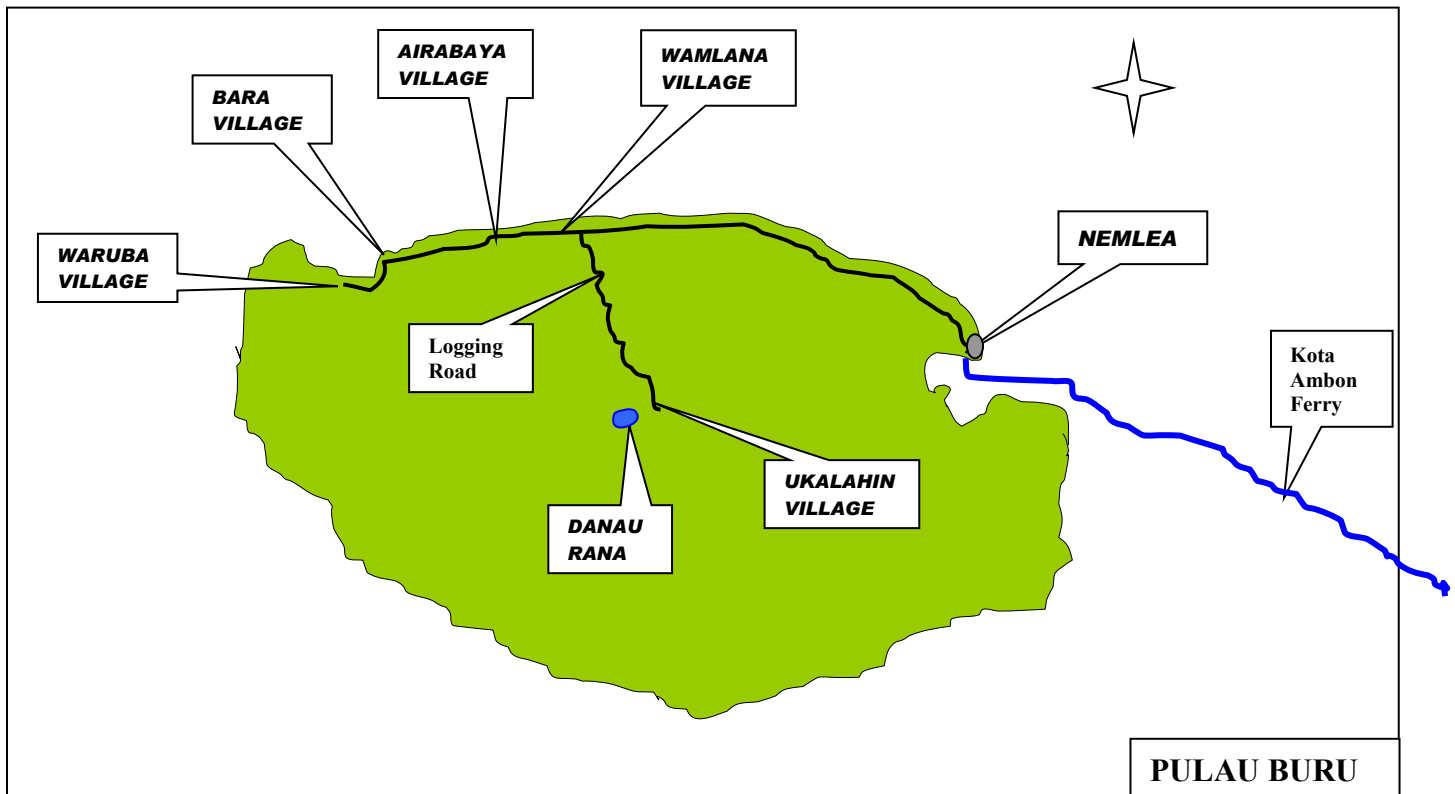 AIRABAYA
VILLAGE
WAMLANA
VILLAGE
BARA
VILLAGE
WARUBA
VILLAGE
NEMLEA
Logging
Road
Kota
Ambon
Ferry
UKALAHIN
VILLAGE
DANAU
RANA
PULAU BURU